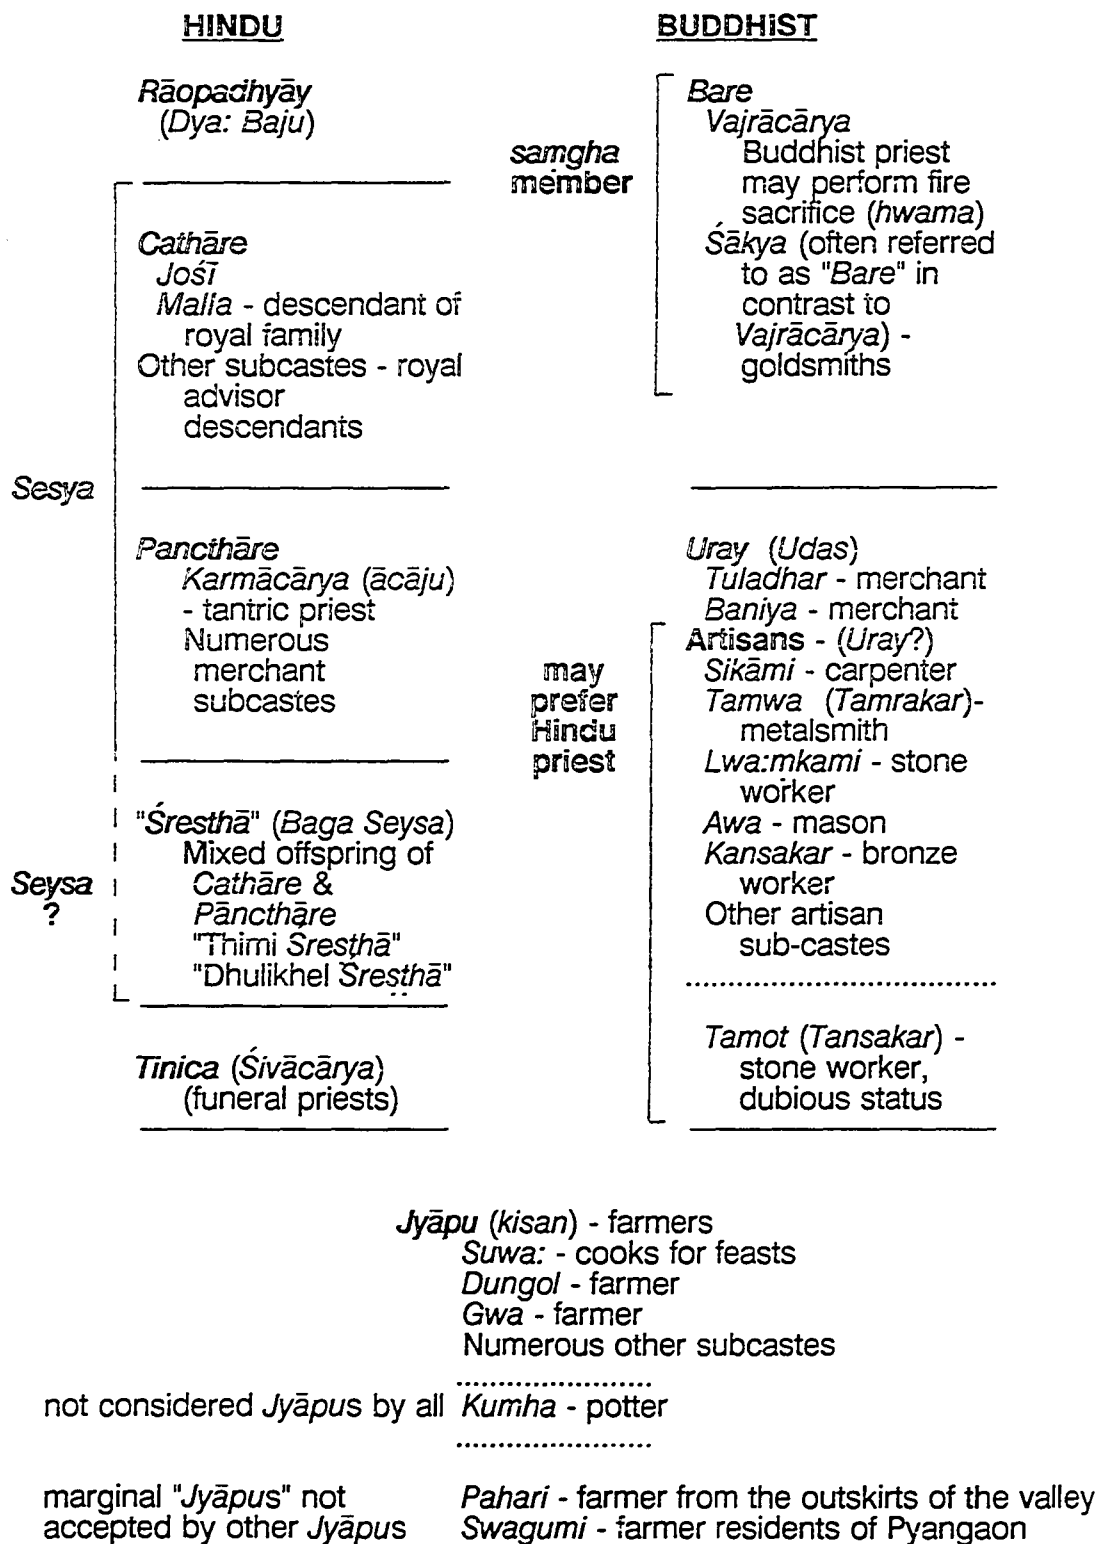 HINDU
Rāopadhyāy
(Dya: Baju)
Sesya
Cathāre
Jośī
Malla - descendant of
royal family
Other subcastes - royal
advisor
descendants
Pancthāre
Karmācārya (ācāju)
- tantric priest
Numerous
merchant
subcastes
Seysa
?
"Śresthā" (Baga Seysa)
Mixed offspring of
Cathāre &
Pāncthāre
"Thimi Śreṣṭhā"
"Dhulikhel Śreṣṭhā"
Tinica (Śivācārya)
(funeral priests)
BUDDHIST
samgha
member
Bare
Vajrācārya
Buddhist priest
may perform fire
sacrifice (hwama)
Śākya (often referred
to as "Bare" in
contrast to
Vajrācārya) -
goldsmiths
Uray (Udas)
Tuladhar - merchant
Baniya - merchant
may
prefer
Hindu
priest
Artisans - (Uray?)
Sikāmi - carpenter
Tamwa (Tamrakar)-
metalsmith
Lwa:mkami - stone
worker
Awa - mason
Kansakar - bronze
worker
Other artisan
sub-castes
Tamot (Tansakar) -
stone worker,
dubious status
Jyāpu (kisan) - farmers
Suwa: - cooks for feasts
Dungol - farmer
Gwa - farmer
Numerous other subcastes
not considered Jyāpus by all Kumha - potter
marginal "Jyāpus" not Pahari - farmer from the outskirts of the valley
accepted by other Jyāpus Swagumi - farmer residents of Pyangaon